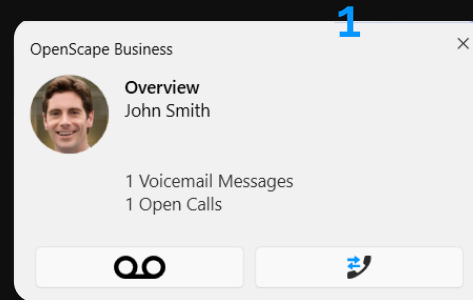 1
OpenScape Business
Overview
John Smith
1 Voicemail Messages
1 Open Calls